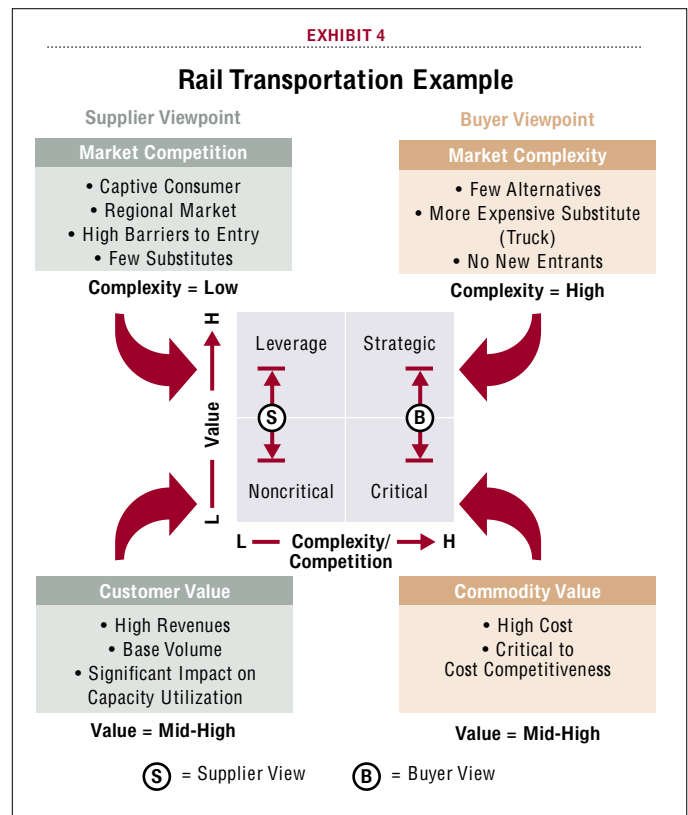 EXHIBIT 4
Rail Transportation Example
Supplier Viewpoint
Market Competition
• Captive Consumer
• Regional Market
• High Barriers to Entry
• Few Substitutes
Complexity = Low
Buyer Viewpoint
Market Complexity
• Few Alternatives
• More Expensive Substitute
(Truck)
• No New Entrants
Complexity = High
H
Value
L
Leverage
Strategic
S
B
Noncritical
Critical
L
Complexity/
Competition
H
Customer Value
• High Revenues
• Base Volume
• Significant Impact on
Capacity Utilization
Value = Mid-High
Commodity Value
• High Cost
• Critical to
Cost Competitiveness
Value = Mid-High
S = Supplier View
B = Buyer View